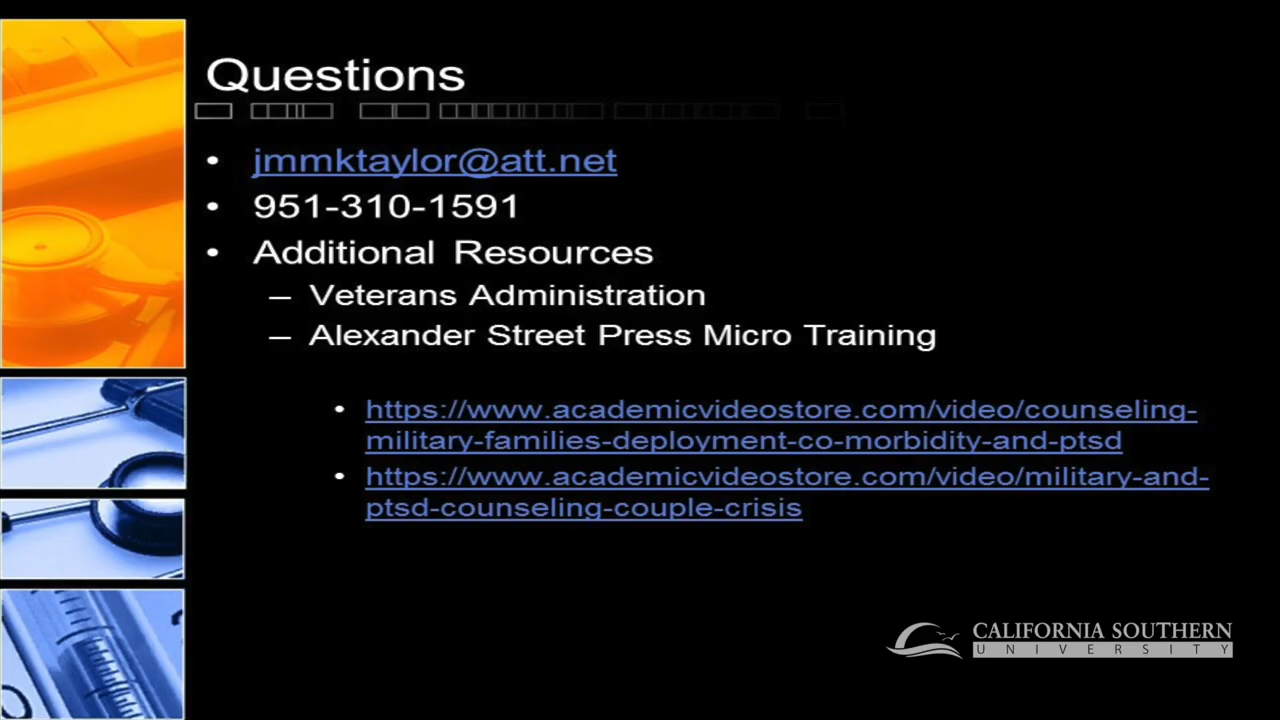 Questions
• jmmktaylor@att.net
• 951-310-1591
• Additional Resources
– Veterans Administration
– Alexander Street Press Micro Training
• https://www.academicvideostore.com/video/counseling-
military-families-deployment-co-morbidity-and-ptsd
• https://www.academicvideostore.com/video/military-and-
ptsd-counseling-couple-crisis
CALIFORNIA SOUTHERN
UNIVERSITY